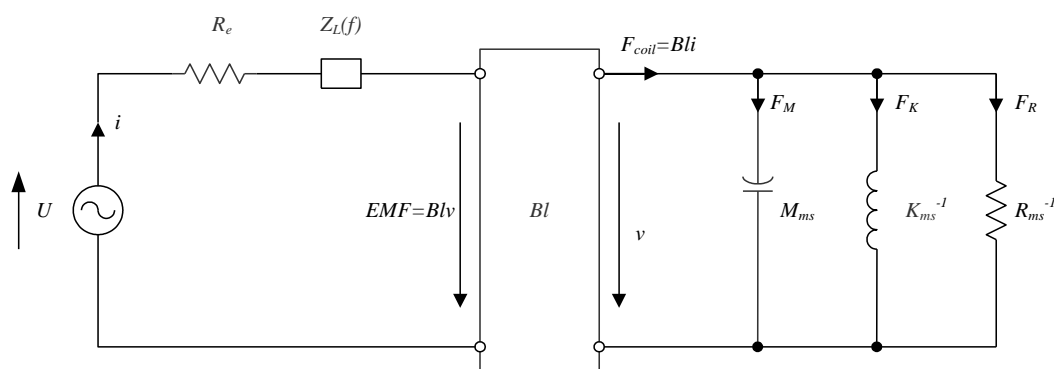 R_e Z_L(f)
F_coil=Bli
i
F_M F_K F_R
U EMF=Blv Bl v M_ms K_ms^-1 R_ms^-1